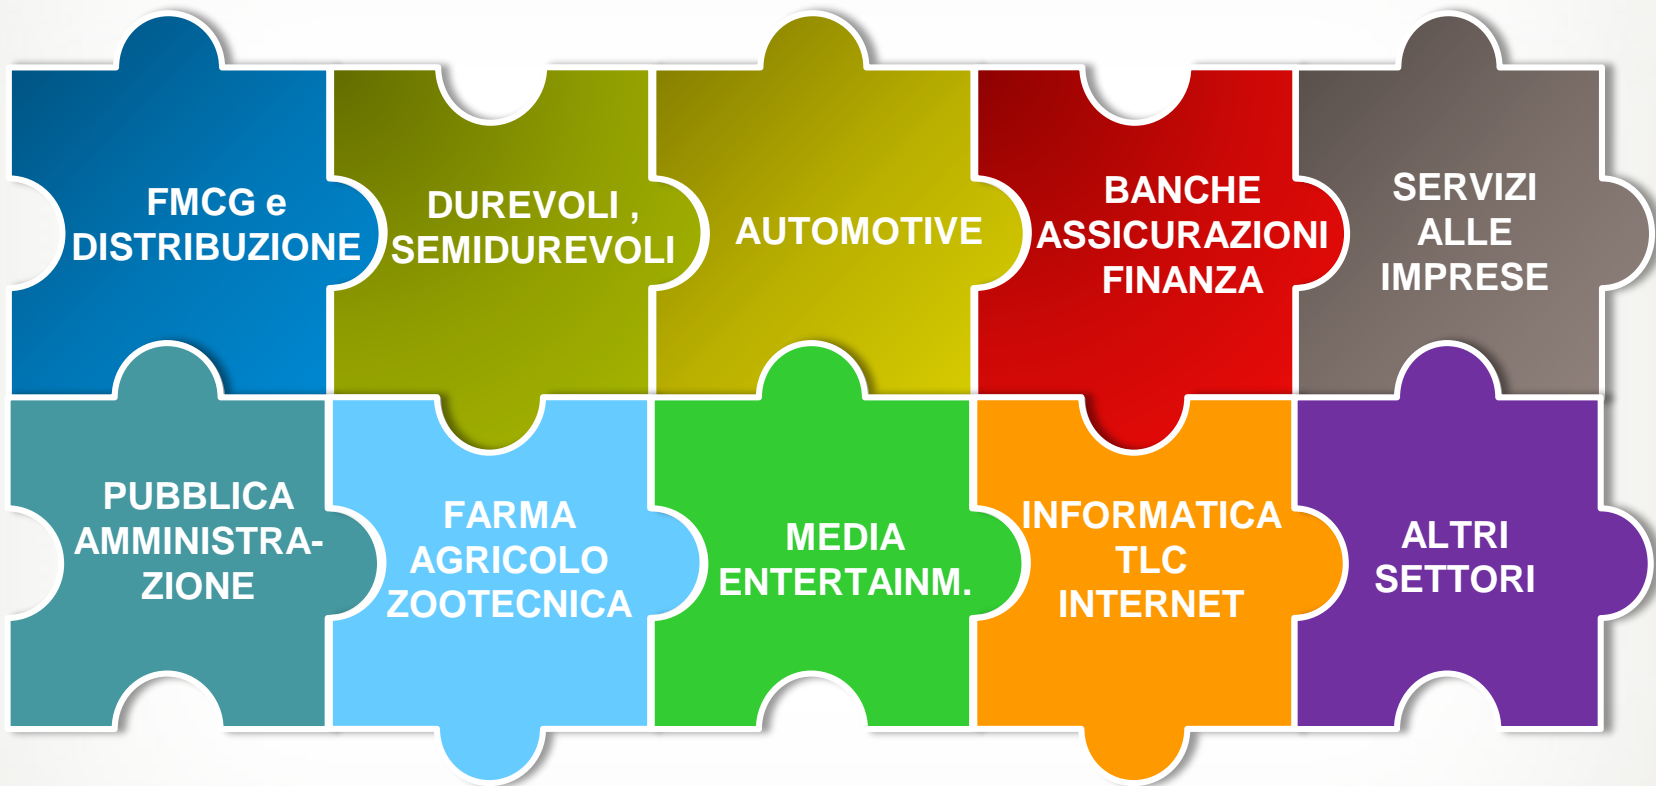 FMCG e
DISTRIBUZIONE
DUREVOLI ,
SEMIDUREVOLI
AUTOMOTIVE
BANCHE
ASSICURAZIONI
FINANZA
SERVIZI
ALLE
IMPRESE
PUBBLICA
AMMINISTRA-
ZIONE
FARMA
AGRICOLO
ZOOTECNICA
MEDIA
ENTERTAINM.
INFORMATICA
TLC
INTERNET
ALTRI
SETTORI